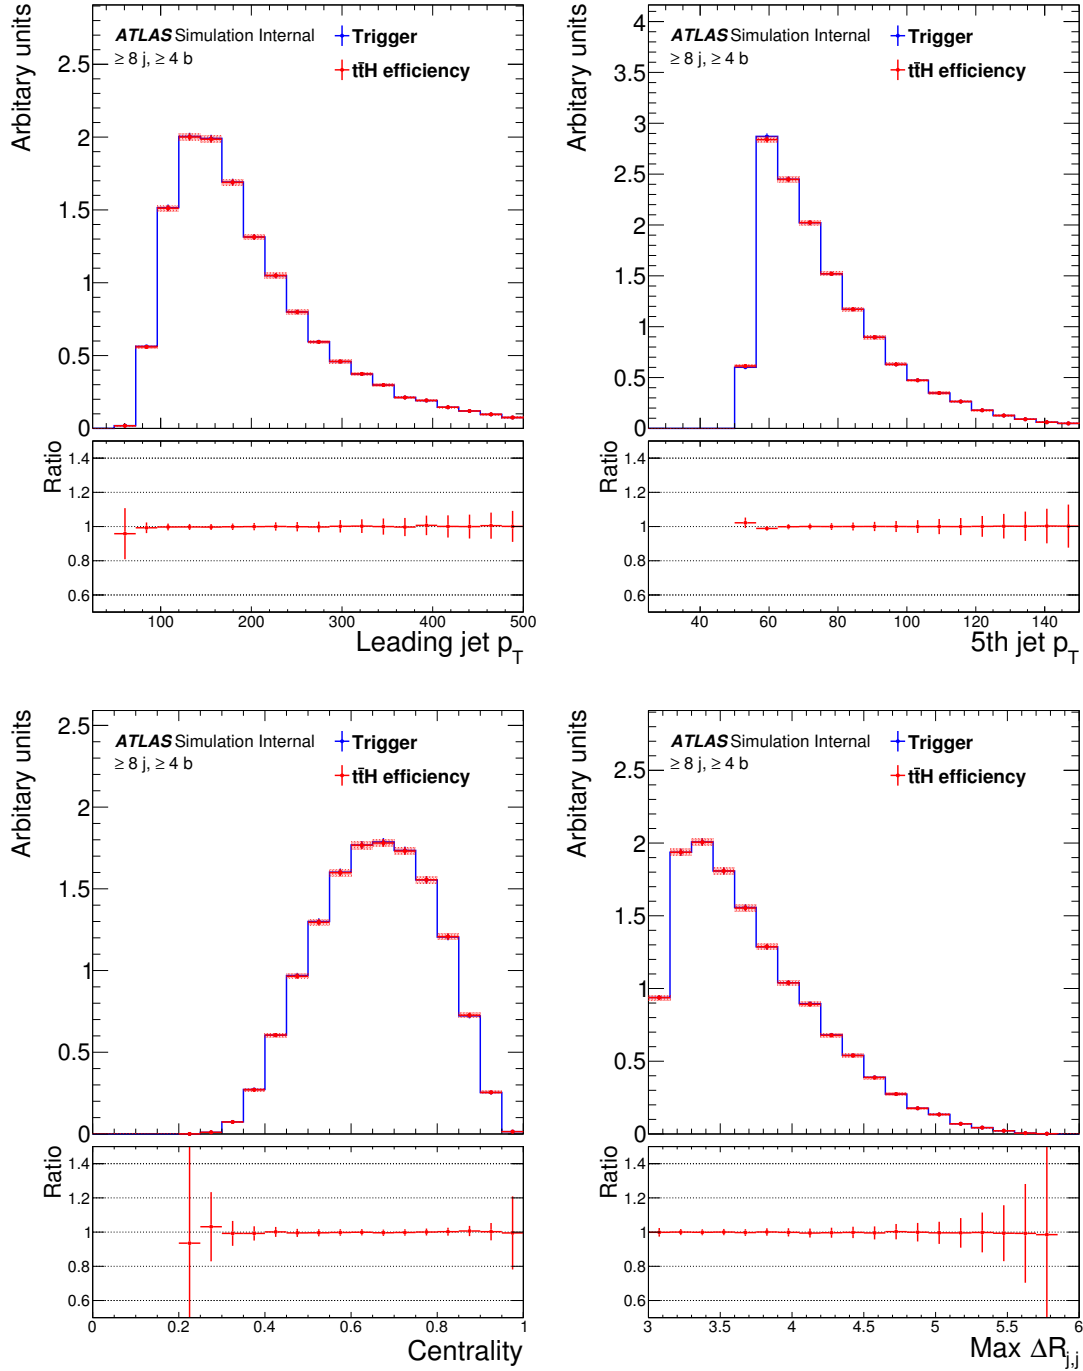 Arbitary units
ATLAS Simulation Internal
≥ 8 j, ≥ 4 b
Trigger
tt̄H efficiency
2.5
2
1.5
1
0.5
0
Ratio
1.4
1.2
1
0.8
0.6
100 200 300 400 500
Leading jet p_T
Arbitary units
ATLAS Simulation Internal
≥ 8 j, ≥ 4 b
Trigger
tt̄H efficiency
4
3.5
3
2.5
2
1.5
1
0.5
0
Ratio
1.4
1.2
1
0.8
0.6
40 60 80 100 120 140
5th jet p_T
Arbitary units
ATLAS Simulation Internal
≥ 8 j, ≥ 4 b
Trigger
tt̄H efficiency
2.5
2
1.5
1
0.5
0
Ratio
1.4
1.2
1
0.8
0.6
0 0.2 0.4 0.6 0.8 1
Centrality
Arbitary units
ATLAS Simulation Internal
≥ 8 j, ≥ 4 b
Trigger
tt̄H efficiency
2.5
2
1.5
1
0.5
0
Ratio
1.4
1.2
1
0.8
0.6
3 3.5 4 4.5 5 5.5 6
Max ΔR_j,j